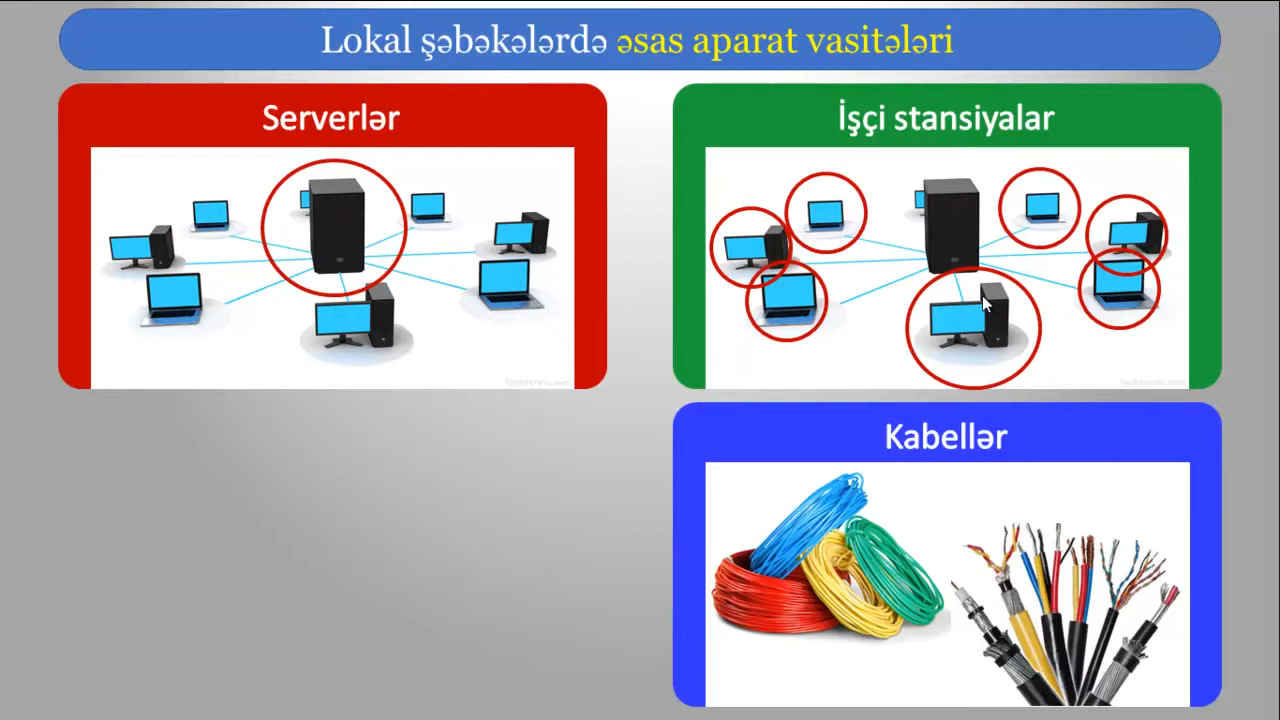 Lokal şəbəkələrdə əsas aparat vasitələri
Serverlər
İşçi stansiyalar
Kabellər